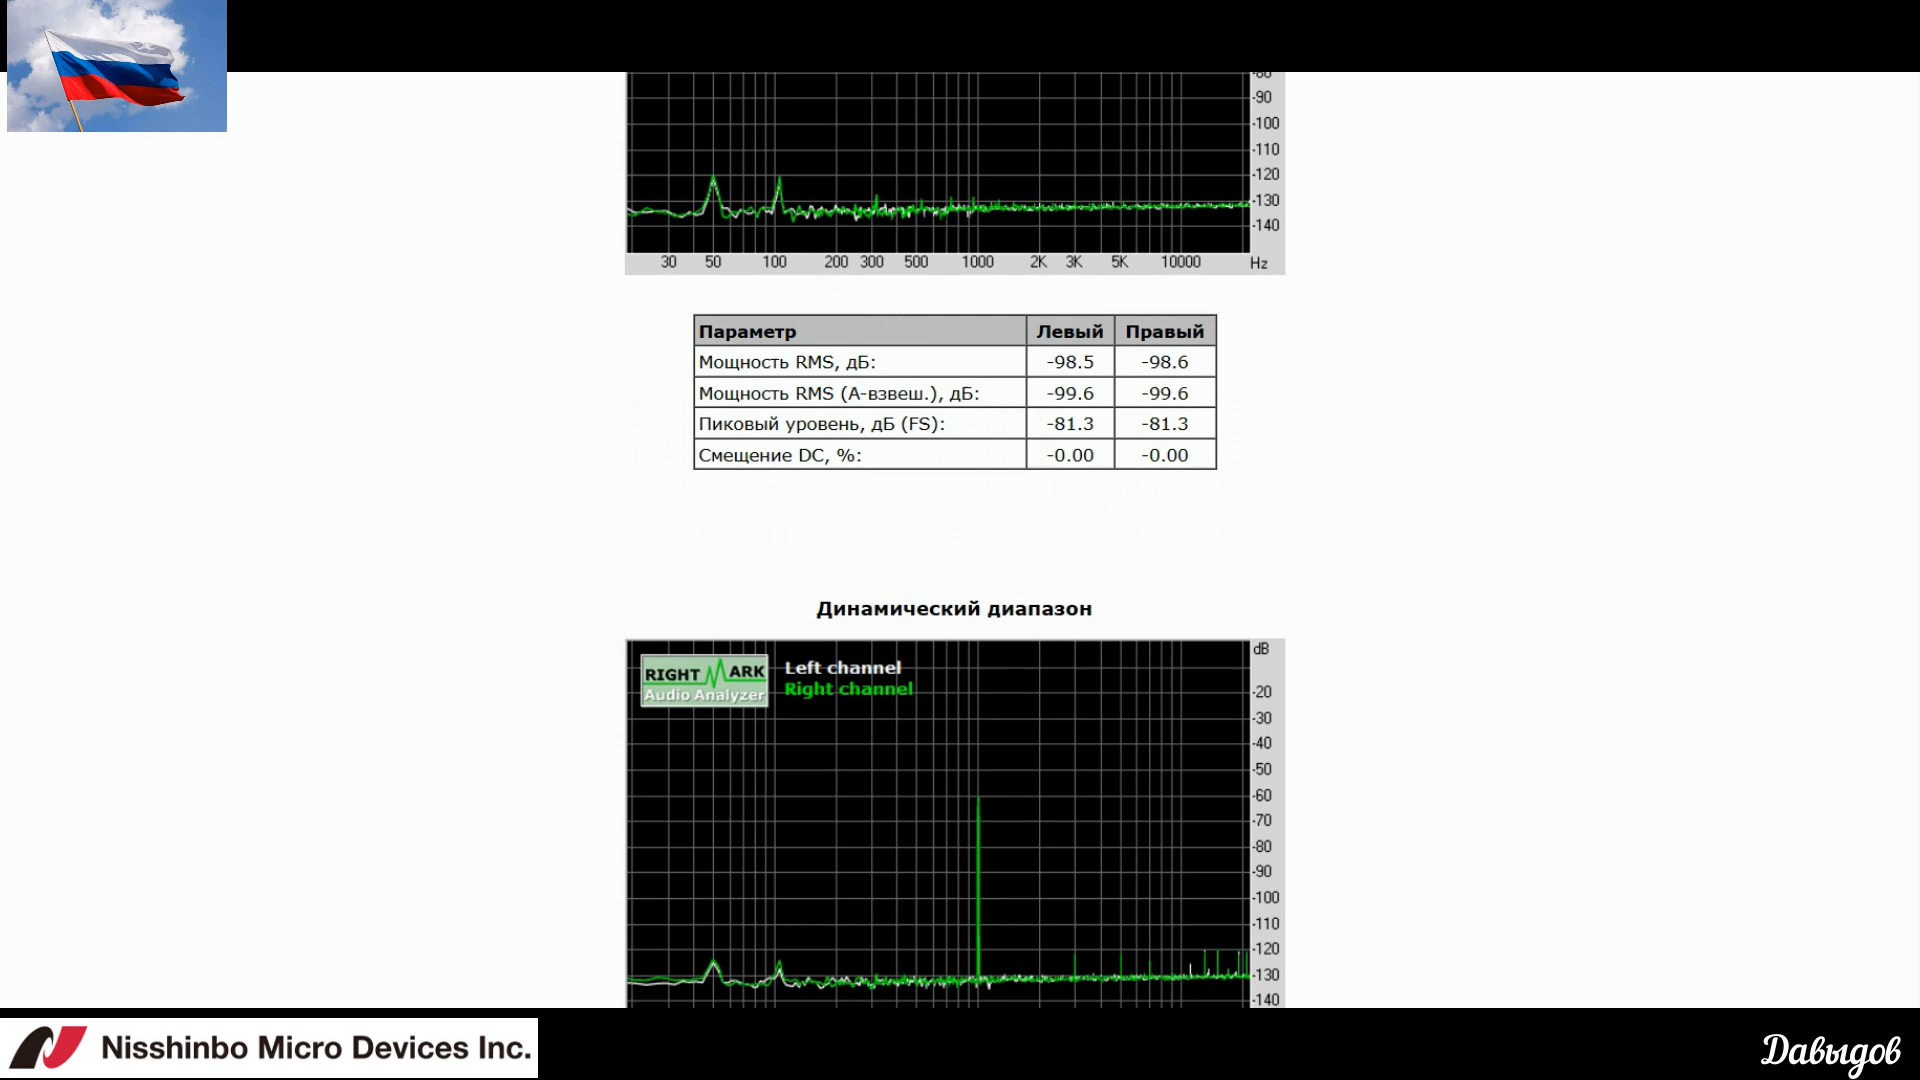 -80
-90
-100
-110
-120
-130
-140
30 50 100 200 300 500 1000 2K 3K 5K 10000 Hz
Параметр Левый Правый
Мощность RMS, дБ: -98.5 -98.6
Мощность RMS (А-взвеш.), дБ: -99.6 -99.6
Пиковый уровень, дБ (FS): -81.3 -81.3
Смещение DC, %: -0.00 -0.00
Динамический диапазон
dB
RIGHT MARK
Audio Analyzer
Left channel
Right channel
-20
-30
-40
-50
-60
-70
-80
-90
-100
-110
-120
-130
-140
Nisshinbo Micro Devices Inc.
Давыдов